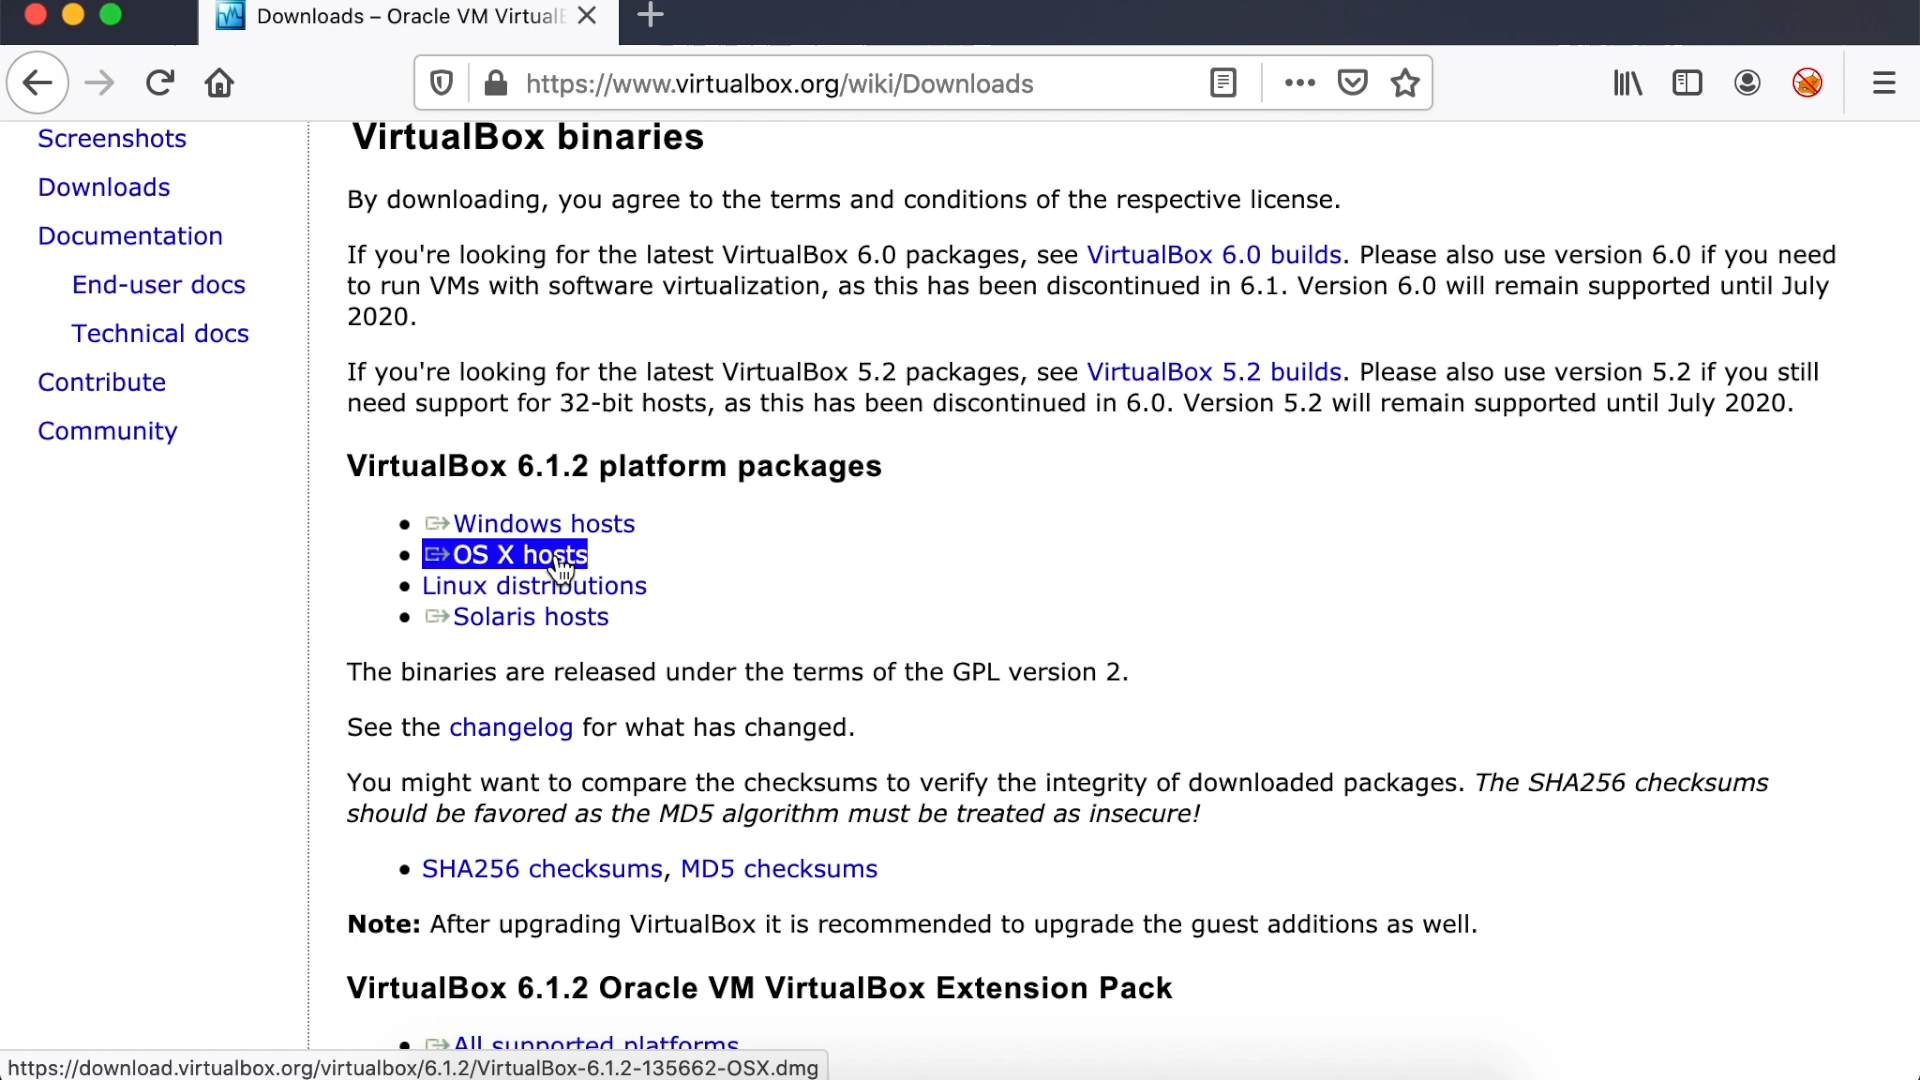 Downloads – Oracle VM Virtual
https://www.virtualbox.org/wiki/Downloads
Screenshots
Downloads
Documentation
End-user docs
Technical docs
Contribute
Community
VirtualBox binaries
By downloading, you agree to the terms and conditions of the respective license.
If you're looking for the latest VirtualBox 6.0 packages, see VirtualBox 6.0 builds. Please also use version 6.0 if you need
to run VMs with software virtualization, as this has been discontinued in 6.1. Version 6.0 will remain supported until July
2020.
If you're looking for the latest VirtualBox 5.2 packages, see VirtualBox 5.2 builds. Please also use version 5.2 if you still
need support for 32-bit hosts, as this has been discontinued in 6.0. Version 5.2 will remain supported until July 2020.
VirtualBox 6.1.2 platform packages
Windows hosts
OS X hosts
Linux distributions
Solaris hosts
The binaries are released under the terms of the GPL version 2.
See the changelog for what has changed.
You might want to compare the checksums to verify the integrity of downloaded packages. The SHA256 checksums
should be favored as the MD5 algorithm must be treated as insecure!
SHA256 checksums, MD5 checksums
Note: After upgrading VirtualBox it is recommended to upgrade the guest additions as well.
VirtualBox 6.1.2 Oracle VM VirtualBox Extension Pack
All supported platforms
https://download.virtualbox.org/virtualbox/6.1.2/VirtualBox-6.1.2-135662-OSX.dmg